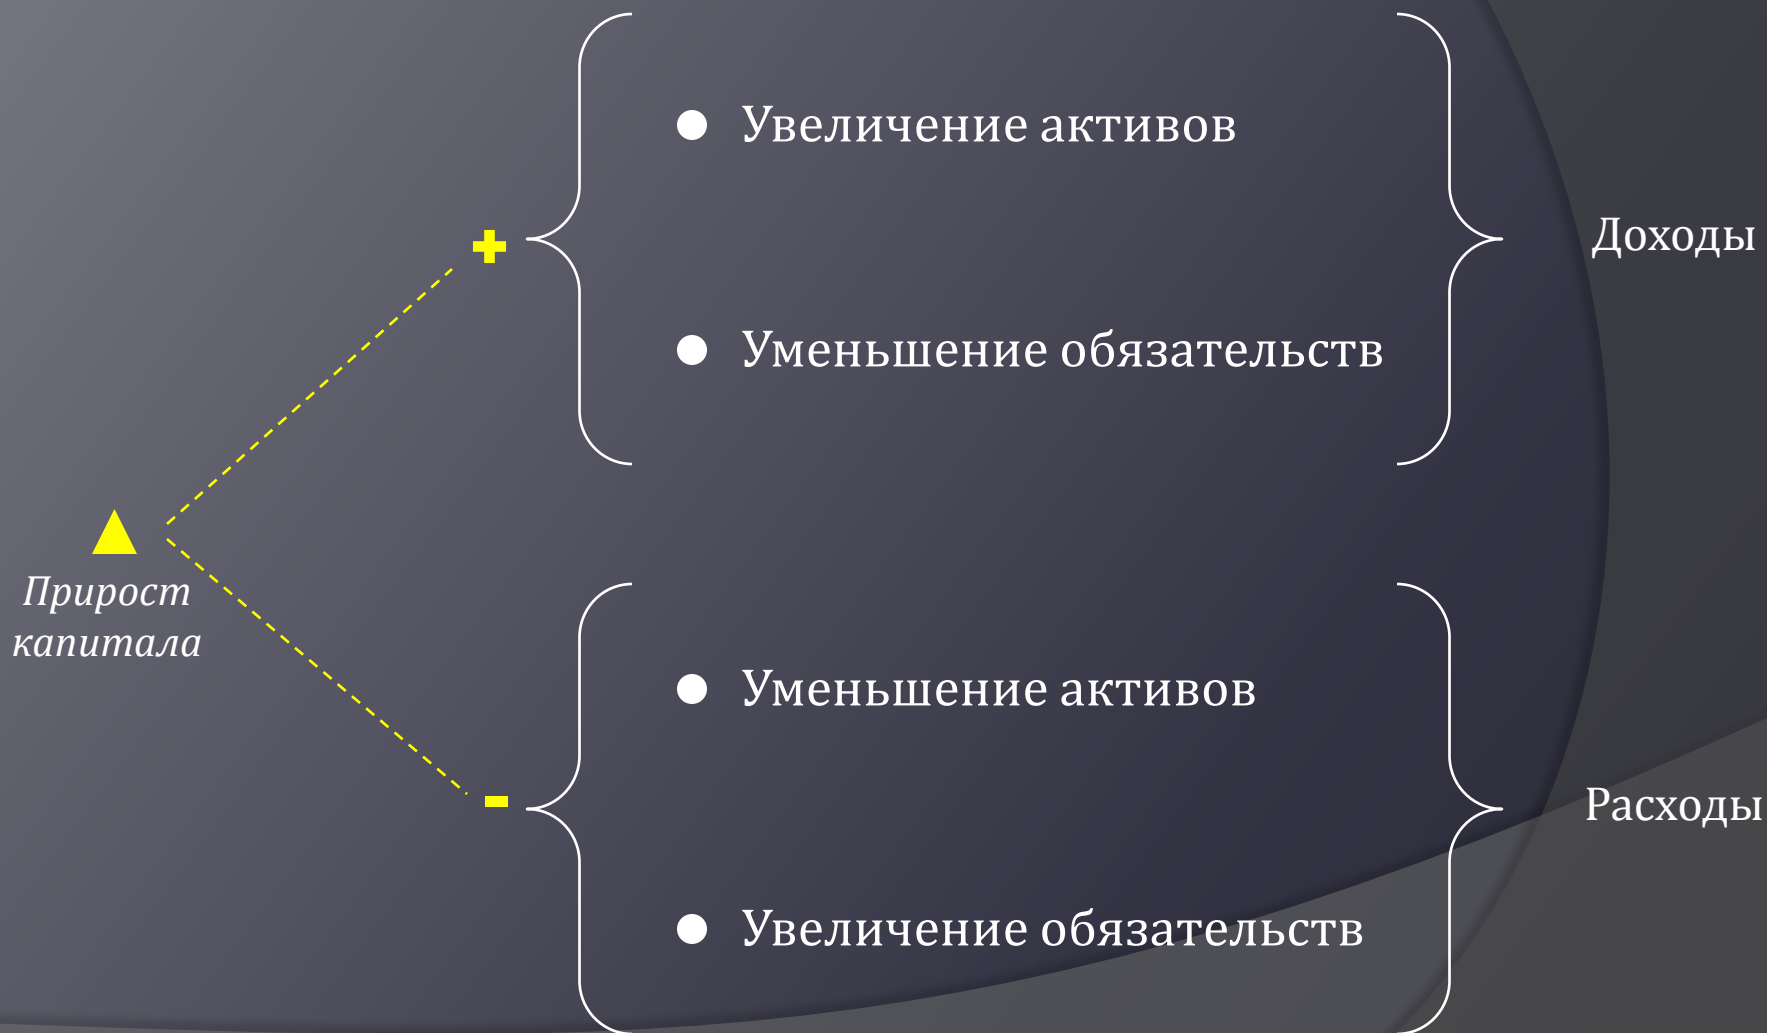 ● Увеличение активов
Доходы
● Уменьшение обязательств
Прирост
капитала
● Уменьшение активов
Расходы
● Увеличение обязательств